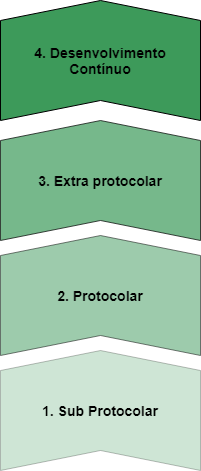 4. Desenvolvimento
Contínuo
3. Extra protocolar
2. Protocolar
1. Sub Protocolar